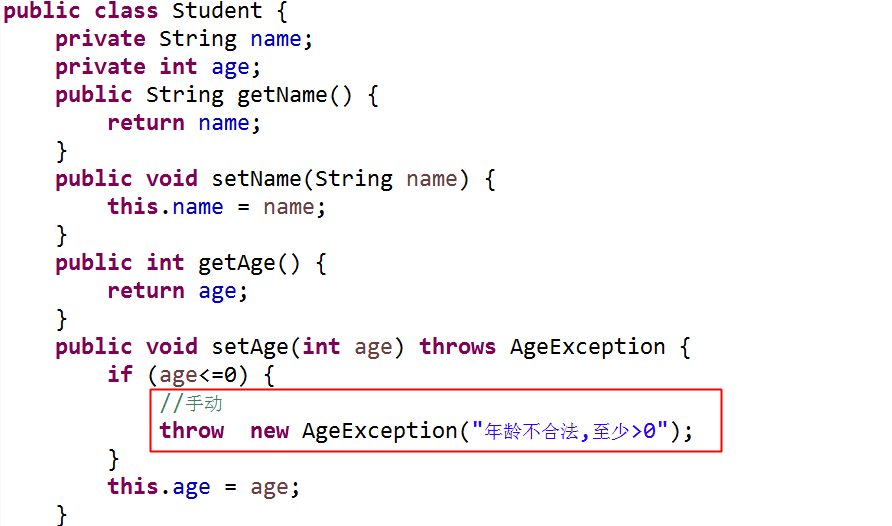 public class Student {
    private String name;
    private int age;
    public String getName() {
        return name;
    }
    public void setName(String name) {
        this.name = name;
    }
    public int getAge() {
        return age;
    }
    public void setAge(int age) throws AgeException {
        if (age<=0) {
            //手动
            throw  new AgeException("年龄不合法,至少>0");
        }
        this.age = age;
    }